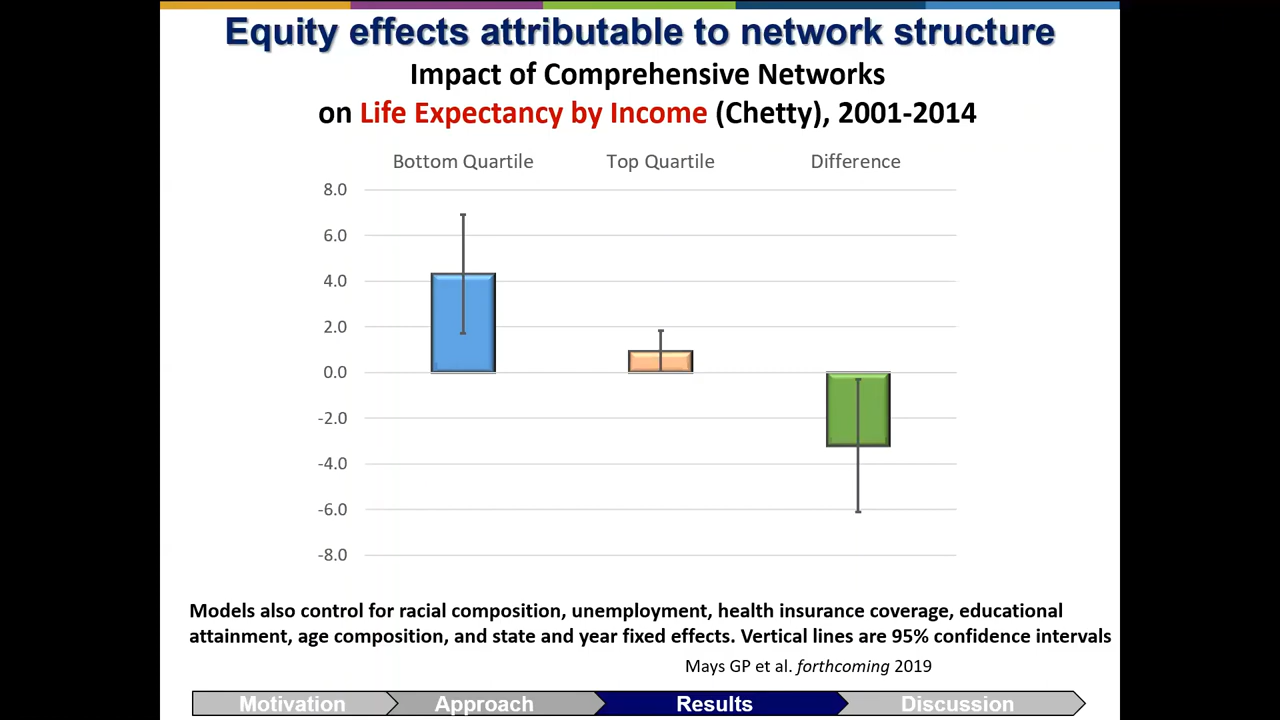 Equity effects attributable to network structure
Impact of Comprehensive Networks
on Life Expectancy by Income (Chetty), 2001-2014
Bottom Quartile Top Quartile Difference
8.0
6.0
4.0
2.0
0.0
-2.0
-4.0
-6.0
-8.0
Models also control for racial composition, unemployment, health insurance coverage, educational
attainment, age composition, and state and year fixed effects. Vertical lines are 95% confidence intervals
Mays GP et al. forthcoming 2019
Motivation Approach Results Discussion